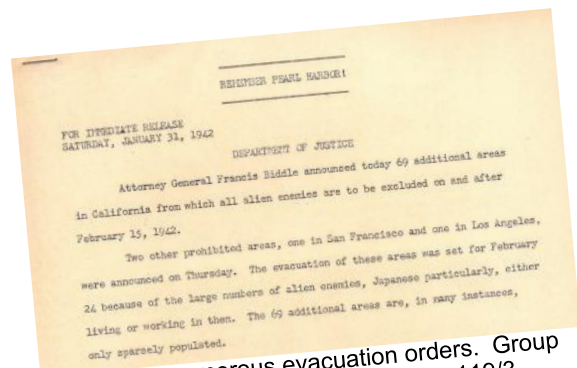 REMEMBER PEARL HARBOR!
FOR IMMEDIATE RELEASE
SATURDAY, JANUARY 31, 1942
DEPARTMENT OF JUSTICE
Attorney General Francis Biddle announced today 69 additional areas
in California from which all alien enemies are to be excluded on and after
February 15, 1942.
Two other prohibited areas, one in San Francisco and one in Los Angeles,
were announced on Thursday. The evacuation of these areas was set for February
24 because of the large numbers of alien enemies, Japanese particularly, either
living or working in them. The 69 additional areas are, in many instances,
only sparsely populated.
evacuation orders. Group